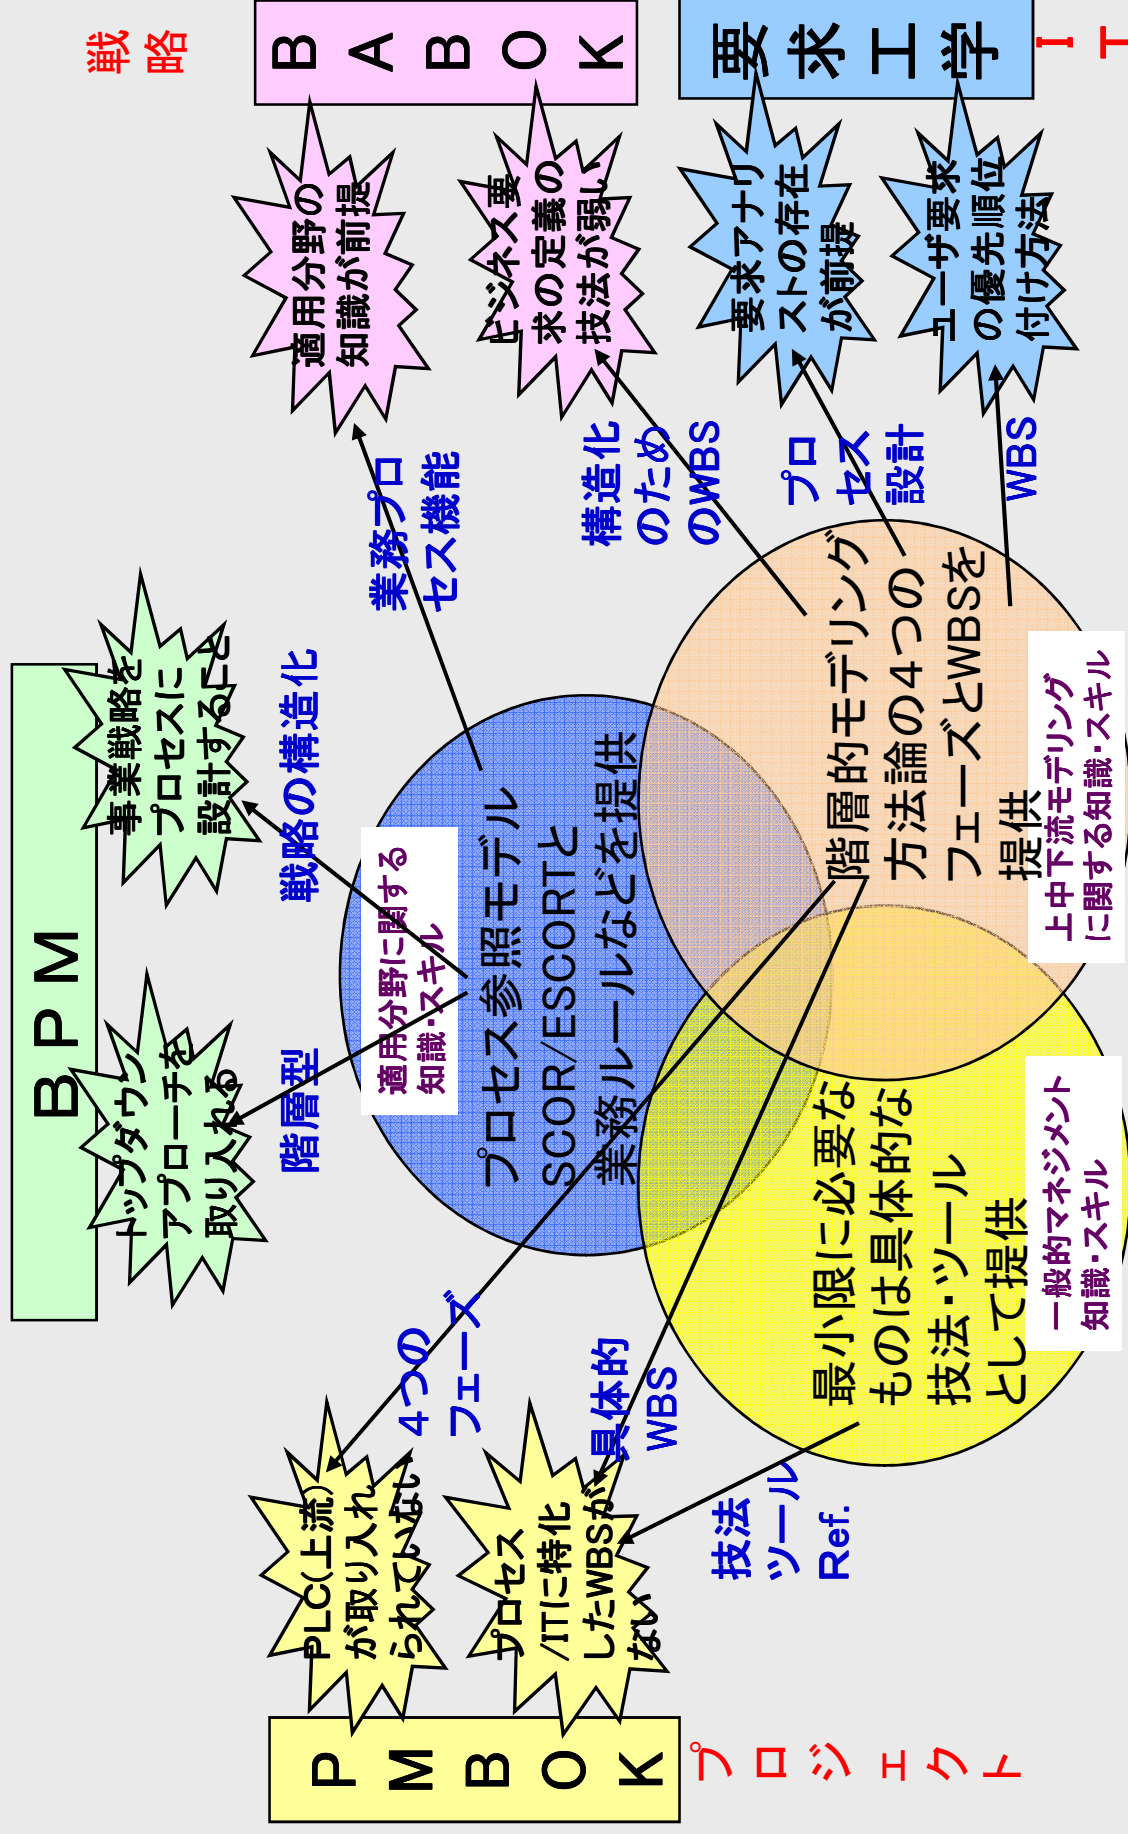 BPM
トップダウン
アプローチを
取り入れる
事業戦略を
プロセスに
設計すること
戦略
階層型
戦略の構造化
PMBOK
プロジェクト
PLC(上流)
が取り入れ
られていない
プロセス
/ITに特化
したWBSが
ない
4つの
フェーズ
具体的
WBS
技法
ツール
Ref.
適用分野に関する
知識・スキル
プロセス参照モデル
SCOR/ESCORTと
業務ルールなどを提供
最小限に必要な
ものは具体的な
技法・ツール
として提供
一般的マネジメント
知識・スキル
階層的モデリング
方法論の4つの
フェーズとWBSを
提供
上中下流モデリング
に関する知識・スキル
業務プロ
セス機能
構造化
のため
のWBS
プロ
セス
設計
WBS
適用分野の
知識が前提
ビジネス要
求の定義の
技法が弱い
要求アナリ
ストの存在
が前提
ユーザ要求
の優先順位
付け方法
BABOK
要求工学
IT